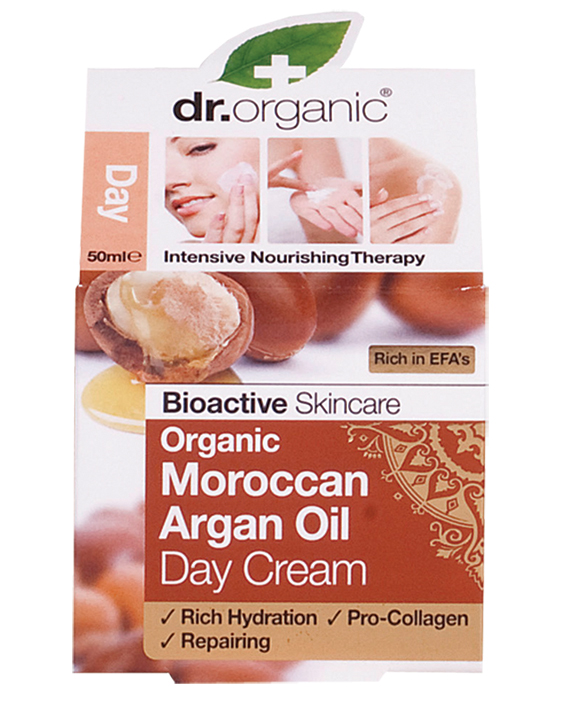 dr.organic®
Day
50ml℮
Intensive Nourishing Therapy
Rich in EFA's
Bioactive Skincare
Organic
Moroccan
Argan Oil
Day Cream
✓ Rich Hydration ✓ Pro-Collagen
✓ Repairing